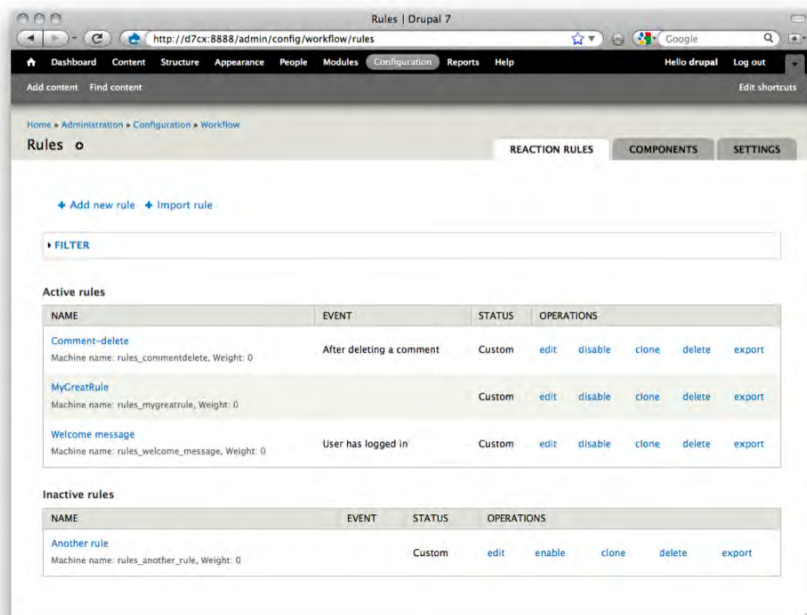 Rules | Drupal 7
http://d7cx:8888/admin/config/workflow/rules
Google
Dashboard Content Structure Appearance People Modules Configuration Reports Help Hello drupal Log out
Add content Find content Edit shortcuts
Home » Administration » Configuration » Workflow
Rules
REACTION RULES COMPONENTS SETTINGS
+ Add new rule + Import rule
FILTER
Active rules
NAME EVENT STATUS OPERATIONS
Comment-delete
Machine name: rules_commentdelete, Weight: 0
After deleting a comment Custom edit disable clone delete export
MyGreatRule
Machine name: rules_mygreatrule, Weight: 0
Custom edit disable clone delete export
Welcome message
Machine name: rules_welcome_message, Weight: 0
User has logged in Custom edit disable clone delete export
Inactive rules
NAME EVENT STATUS OPERATIONS
Another rule
Machine name: rules_another_rule, Weight: 0
Custom edit enable clone delete export